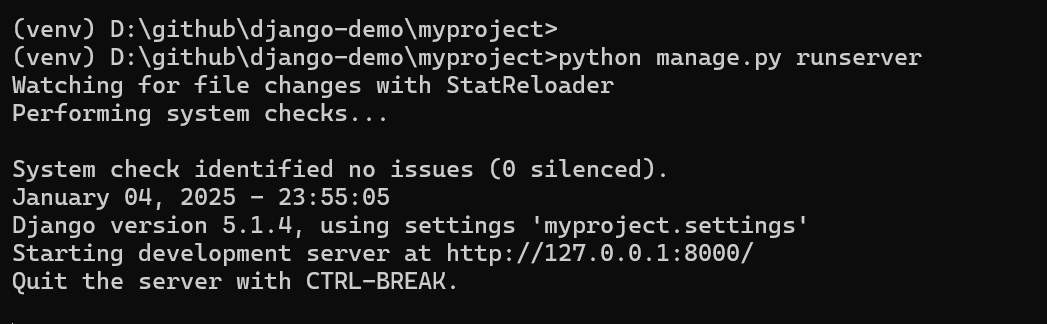 (venv) D:\github\django-demo\myproject>
(venv) D:\github\django-demo\myproject>python manage.py runserver
Watching for file changes with StatReloader
Performing system checks...
System check identified no issues (0 silenced).
January 04, 2025 - 23:55:05
Django version 5.1.4, using settings 'myproject.settings'
Starting development server at http://127.0.0.1:8000/
Quit the server with CTRL-BREAK.